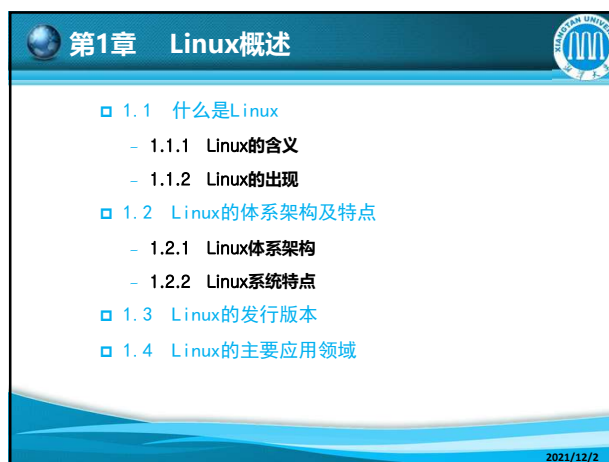 第1章 Linux概述
XIANGTAN UNIVE
1.1 什么是Linux
– 1.1.1 Linux的含义
– 1.1.2 Linux的出现
1.2 Linux的体系架构及特点
– 1.2.1 Linux体系架构
– 1.2.2 Linux系统特点
1.3 Linux的发行版本
1.4 Linux的主要应用领域
2021/12/2